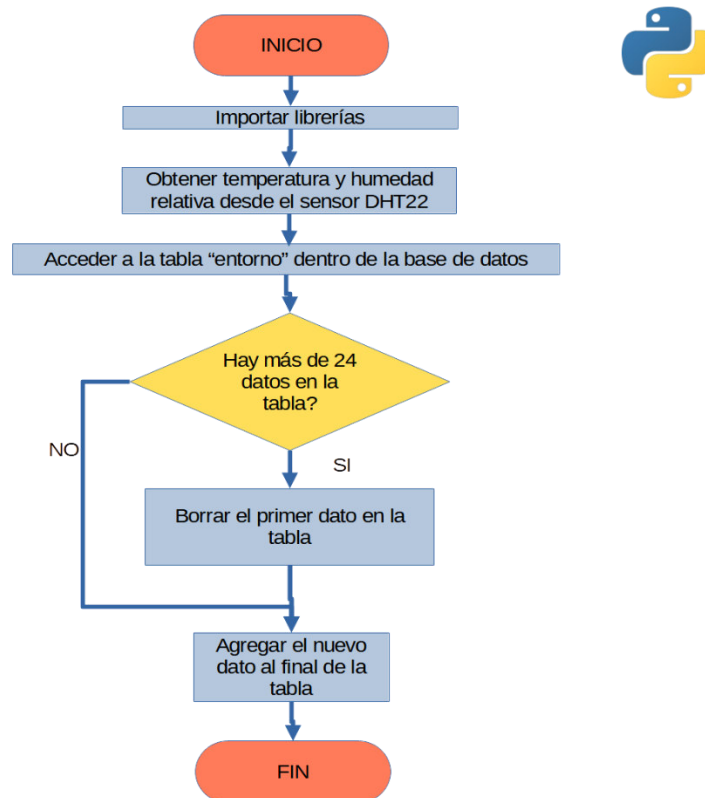 INICIO
Importar librerías
Obtener temperatura y humedad
relativa desde el sensor DHT22
Acceder a la tabla “entorno” dentro de la base de datos
Hay más de 24
datos en la
tabla?
NO
SI
Borrar el primer dato en la
tabla
Agregar el nuevo
dato al final de la
tabla
FIN